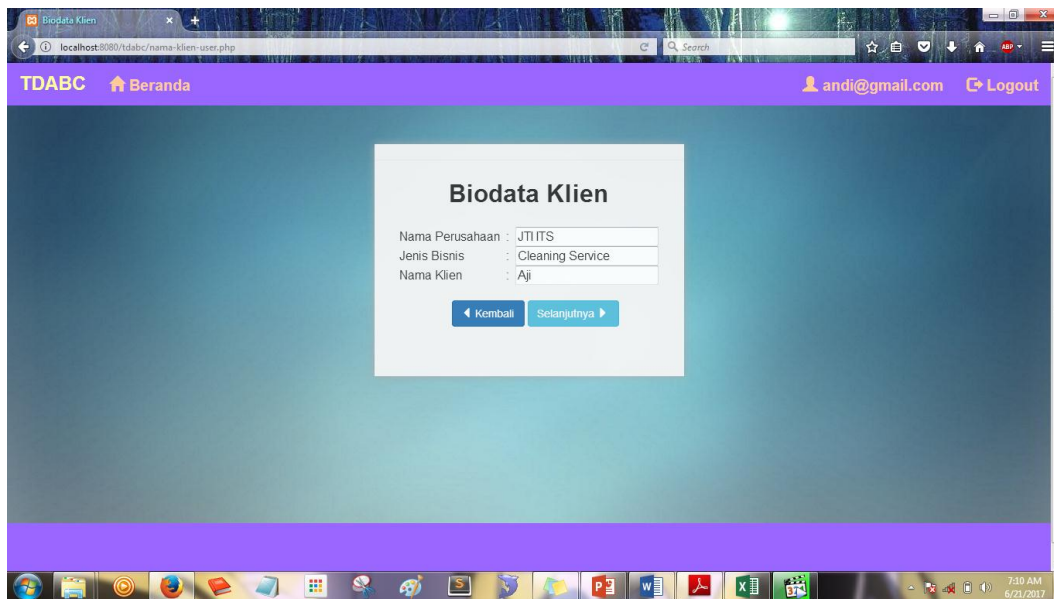 Biodata Klien
localhost:8080/tdabc/nama-klien-user.php
Search
ABP
TDABC Beranda andi@gmail.com Logout
Biodata Klien
Nama Perusahaan : JTI ITS
Jenis Bisnis : Cleaning Service
Nama Klien : Aji
Kembali Selanjutnya
7:10 AM
6/21/2017